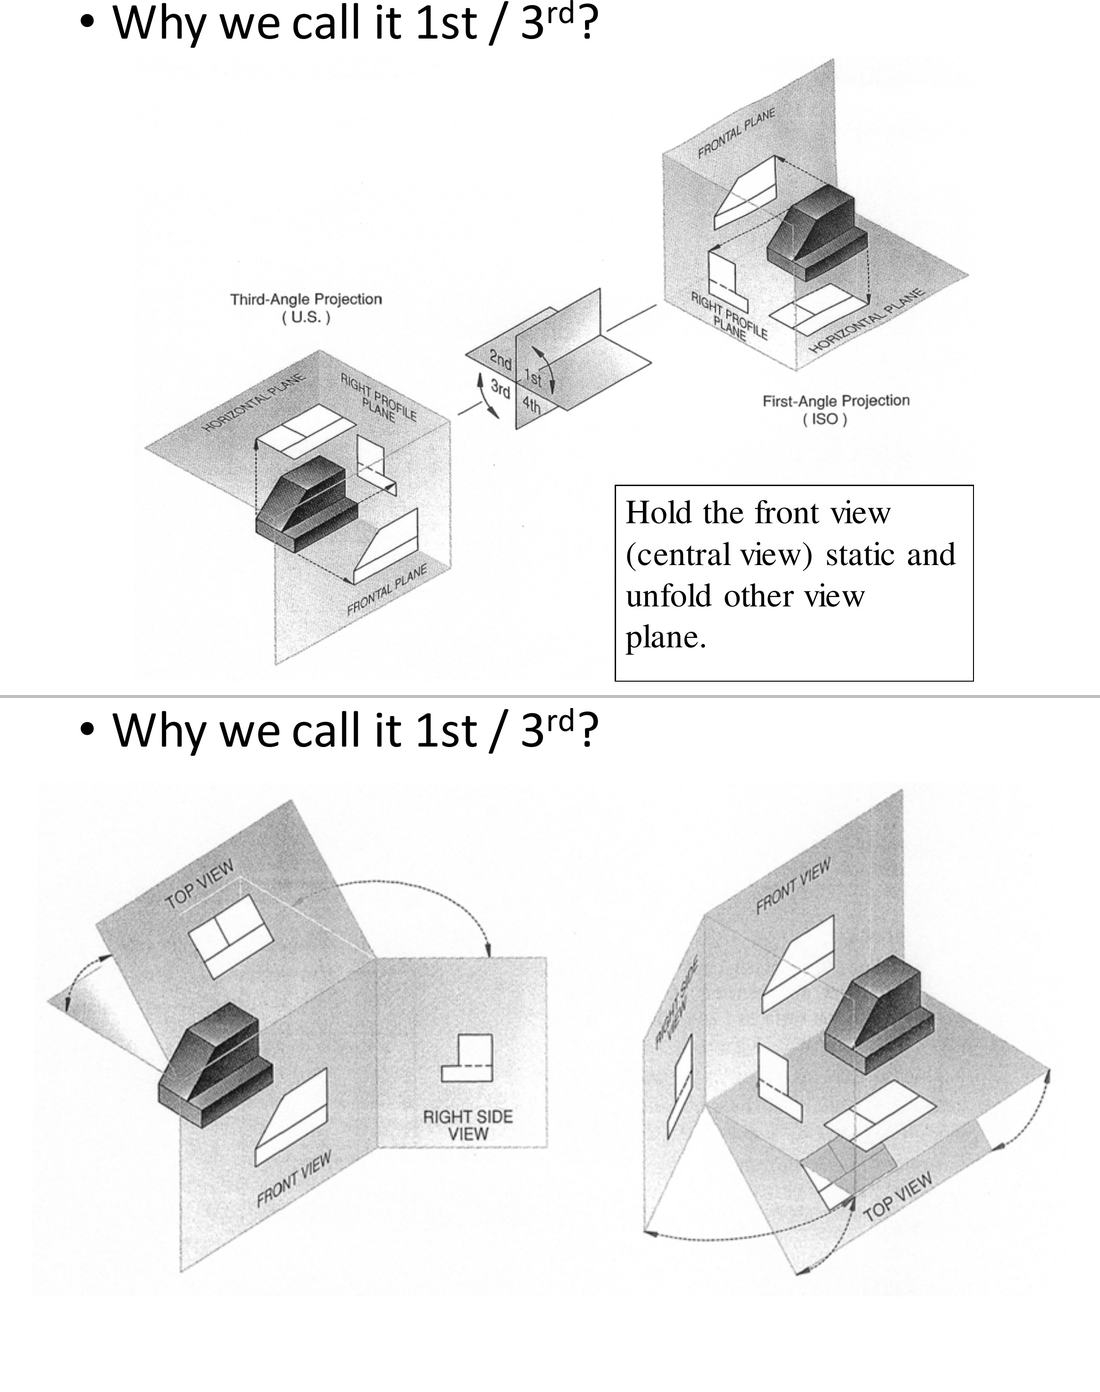 • Why we call it 1st / 3rd?
FRONTAL PLANE
RIGHT PROFILE
PLANE
HORIZONTAL PLANE
First-Angle Projection
( ISO )
Third-Angle Projection
( U.S. )
2nd
1st
3rd
4th
HORIZONTAL PLANE
RIGHT PROFILE
PLANE
FRONTAL PLANE
Hold the front view
(central view) static and
unfold other view
plane.
• Why we call it 1st / 3rd?
TOP VIEW
FRONT VIEW
RIGHT SIDE
VIEW
FRONT VIEW
RIGHT SIDE
VIEW
TOP VIEW